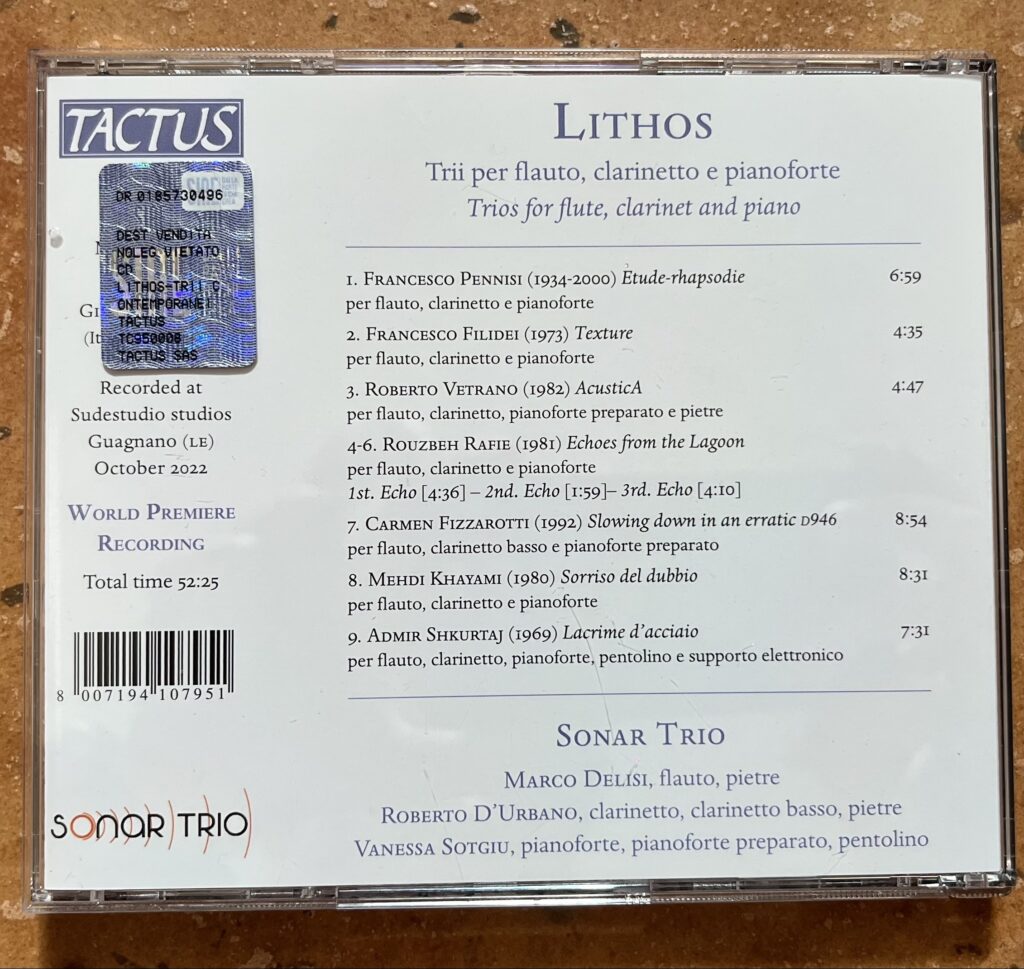 TACTUS
DR 0185730496
DEST VENDITA
NOLEG VIETATO
CD
LITHOS-TRII C
ONTEMPORANEI
TACTUS
TC950008
TACTUS SAS
Recorded at
Sudestudio studios
Guagnano (LE)
October 2022
World Premiere
Recording
Total time 52:25
8 007194 107951
sonar TRIO
Lithos
Trii per flauto, clarinetto e pianoforte
Trios for flute, clarinet and piano
1. Francesco Pennisi (1934-2000) Etude-rhapsodie 6:59
per flauto, clarinetto e pianoforte
2. Francesco Filidei (1973) Texture 4:35
per flauto, clarinetto e pianoforte
3. Roberto Vetrano (1982) AcusticA 4:47
per flauto, clarinetto, pianoforte preparato e pietre
4-6. Rouzbeh Rafie (1981) Echoes from the Lagoon
per flauto, clarinetto e pianoforte
1st. Echo [4:36] – 2nd. Echo [1:59]– 3rd. Echo [4:10]
7. Carmen Fizzarotti (1992) Slowing down in an erratic D946 8:54
per flauto, clarinetto basso e pianoforte preparato
8. Mehdi Khayami (1980) Sorriso del dubbio 8:31
per flauto, clarinetto e pianoforte
9. Admir Shkurtaj (1969) Lacrime d'acciaio 7:31
per flauto, clarinetto, pianoforte, pentolino e supporto elettronico
Sonar Trio
Marco Delisi, flauto, pietre
Roberto D'Urbano, clarinetto, clarinetto basso, pietre
Vanessa Sotgiu, pianoforte, pianoforte preparato, pentolino